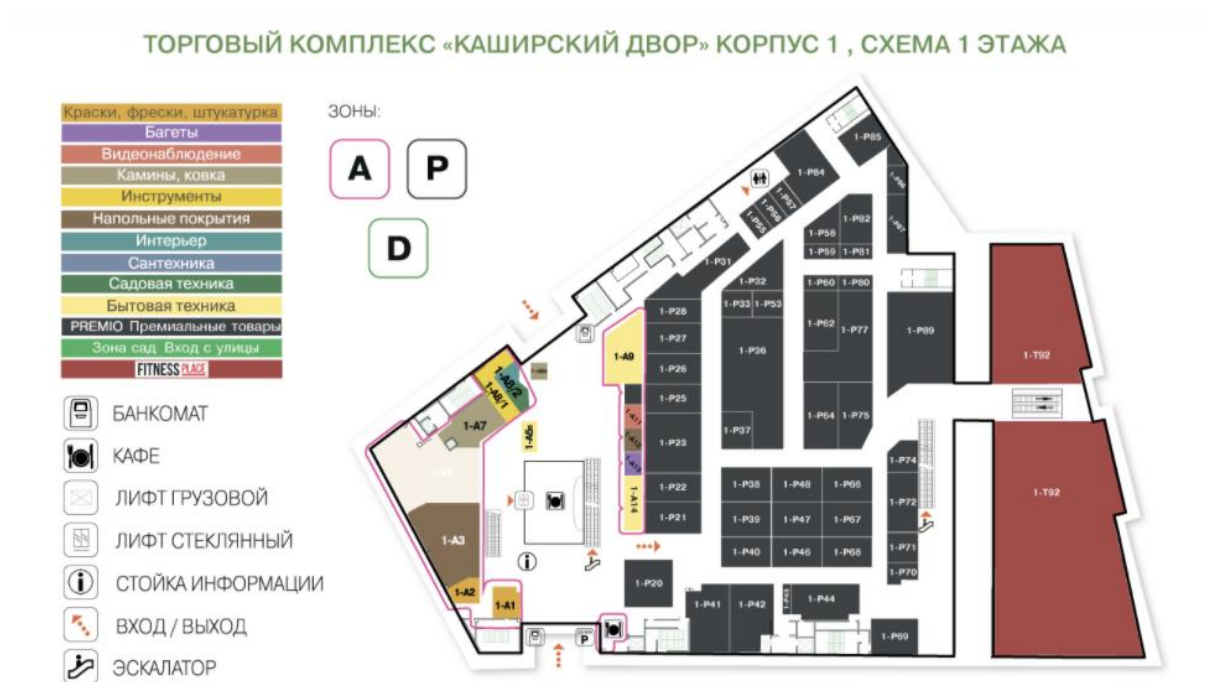 ТОРГОВЫЙ КОМПЛЕКС «КАШИРСКИЙ ДВОР» КОРПУС 1 , СХЕМА 1 ЭТАЖА
Краски, фрески, штукатурка
Багеты
Видеонаблюдение
Камины, ковка
Инструменты
Напольные покрытия
Интерьер
Сантехника
Садовая техника
Бытовая техника
PREMIO Премиальные товары
Зона сад Вход с улицы
FITNESS PLACE
ЗОНЫ:
A
P
D
БАНКОМАТ
КАФЕ
ЛИФТ ГРУЗОВОЙ
ЛИФТ СТЕКЛЯННЫЙ
СТОЙКА ИНФОРМАЦИИ
ВХОД / ВЫХОД
ЭСКАЛАТОР
1-P85
1-P84
1-P57
1-P56
1-P55
1-P87
1-P82
1-P58
1-P59
1-P81
1-P31
1-P32
1-P33
1-P53
1-P60
1-P80
1-P28
1-P27
1-P26
1-P25
1-P23
1-P22
1-P21
1-P36
1-P37
1-P62
1-P77
1-P89
1-P64
1-P75
1-T92
1-T92
1-A9
1-A8/2
1-A8/1
1-A7
1-A11
1-A12
1-A14
1-A3
1-A2
1-A1
1-P74
1-P72
1-P71
1-P70
1-P38
1-P48
1-P66
1-P39
1-P47
1-P67
1-P40
1-P46
1-P68
1-P20
1-P41
1-P42
1-P43
1-P44
1-P69
P